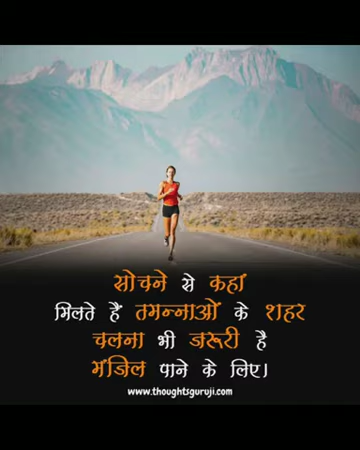 सोचने से कहां
मिलते हैं तमन्नाओं के शहर
चलना भी जरूरी है
मंजिल पाने के लिए।
www.thoughtsguruji.com